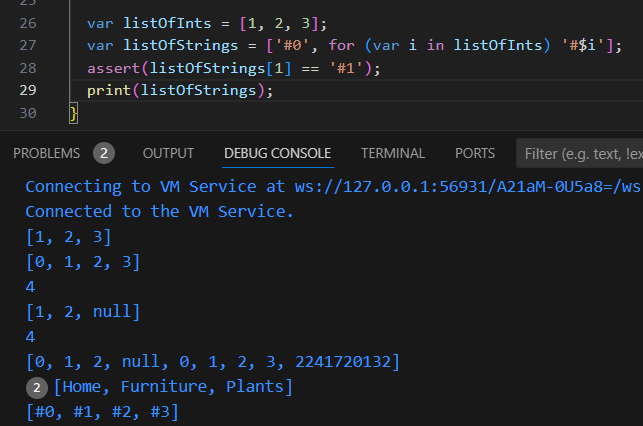 26 var listOfInts = [1, 2, 3];
27 var listOfStrings = ['#0', for (var i in listOfInts) '#$i'];
28 assert(listOfStrings[1] == '#1');
29 print(listOfStrings);
30 }
PROBLEMS 2 OUTPUT DEBUG CONSOLE TERMINAL PORTS Filter (e.g. text, !ex
Connecting to VM Service at ws://127.0.0.1:56931/A21aM-0U5a8=/ws
Connected to the VM Service.
[1, 2, 3]
[0, 1, 2, 3]
4
[1, 2, null]
4
[0, 1, 2, null, 0, 1, 2, 3, 2241720132]
2 [Home, Furniture, Plants]
[#0, #1, #2, #3]